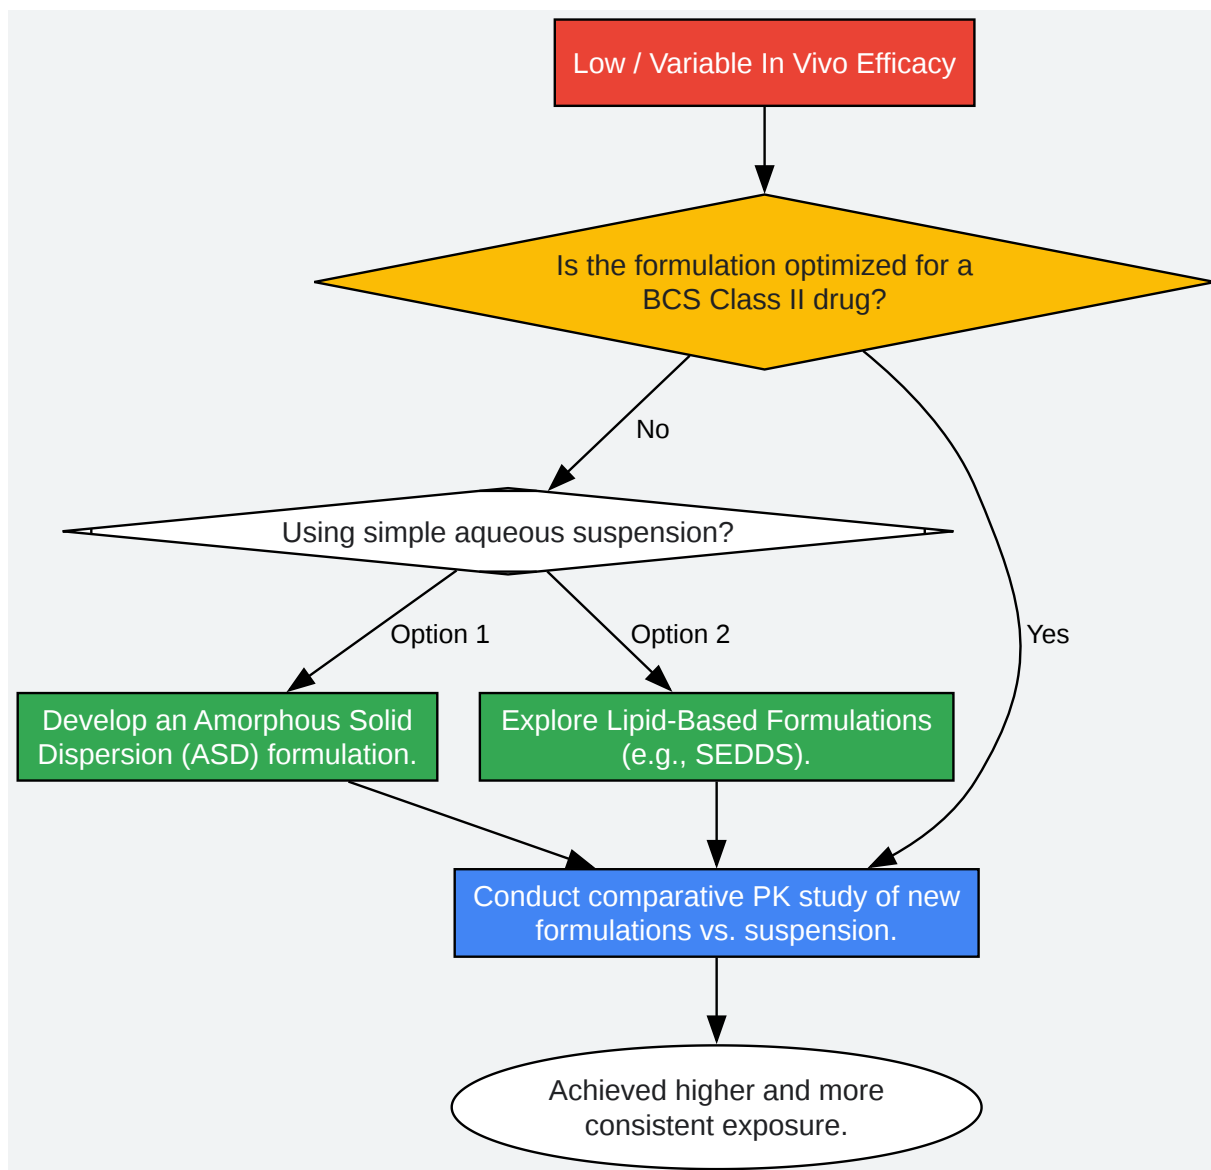 Low / Variable In Vivo Efficacy
Is the formulation optimized for a
BCS Class II drug?
No
Using simple aqueous suspension?
Option 1
Option 2
Yes
Develop an Amorphous Solid
Dispersion (ASD) formulation.
Explore Lipid-Based Formulations
(e.g., SEDDS).
Conduct comparative PK study of new
formulations vs. suspension.
Achieved higher and more
consistent exposure.